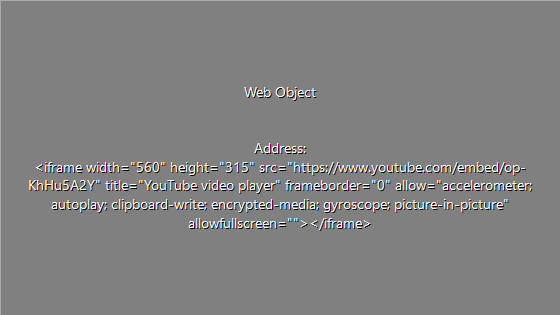 Web Object
Address:
<iframe width="560" height="315" src="https://www.youtube.com/embed/op-
KhHu5A2Y" title="YouTube video player" frameborder="0" allow="accelerometer;
autoplay; clipboard-write; encrypted-media; gyroscope; picture-in-picture"
allowfullscreen=""></iframe>